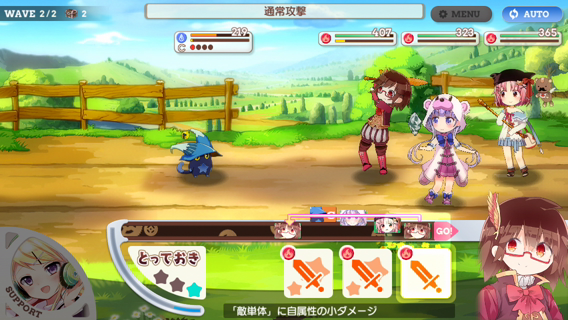 WAVE 2/2 2
通常攻撃
MENU
AUTO
219
C
407
323
365
GO!
とっておき
SUPPORT
「敵単体」に自属性の小ダメージ